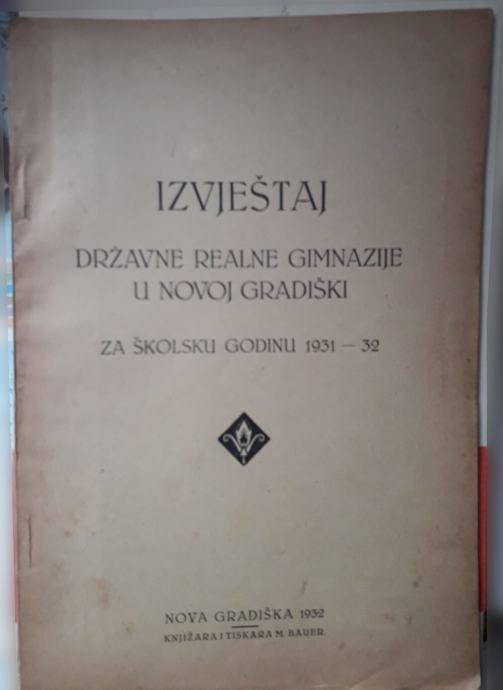 IZVJEŠTAJ
DRŽAVNE REALNE GIMNAZIJE
U NOVOJ GRADIŠKI
ZA ŠKOLSKU GODINU 1931 — 32
NOVA GRADIŠKA 1932
KNJIŽARA I TISKARA M. BAUER.